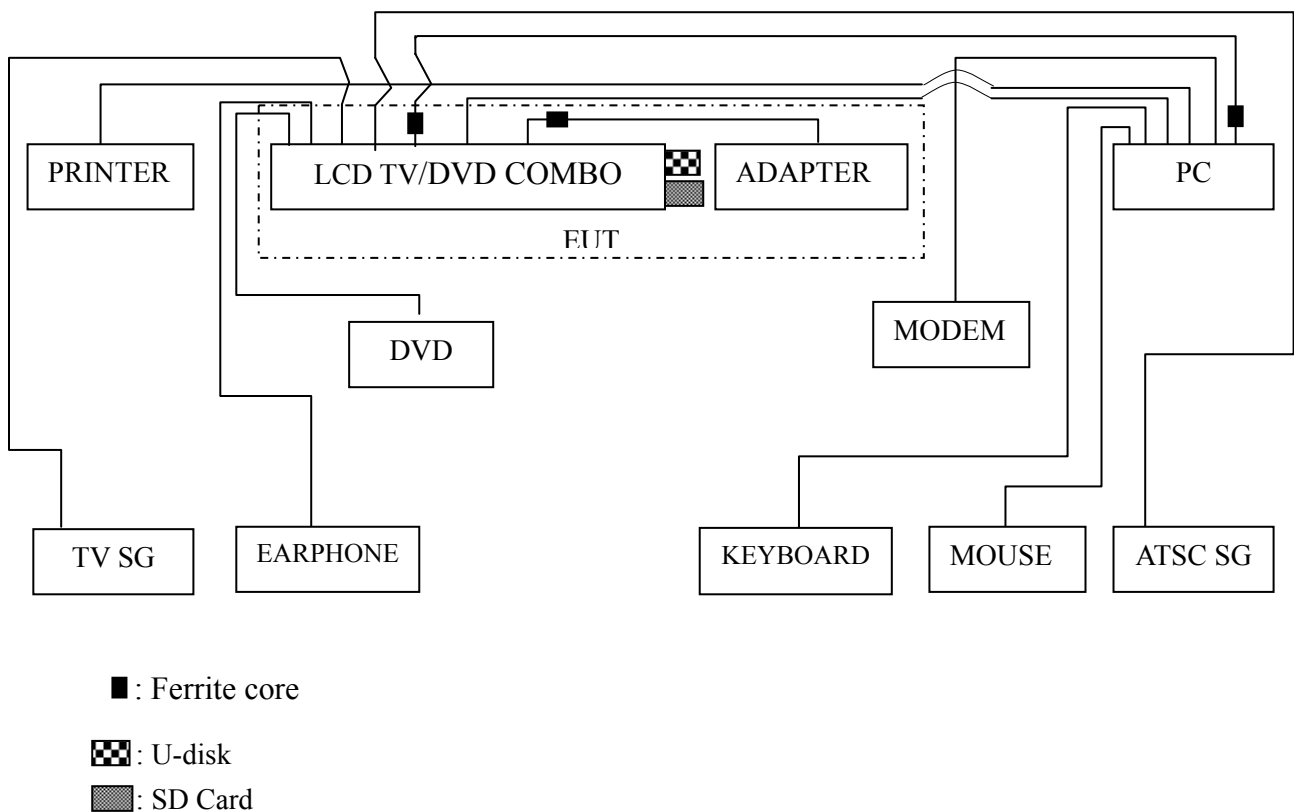 PRINTER
LCD TV/DVD COMBO
ADAPTER
PC
EUT
DVD
MODEM
TV SG
EARPHONE
KEYBOARD
MOUSE
ATSC SG
: Ferrite core
: U-disk
: SD Card